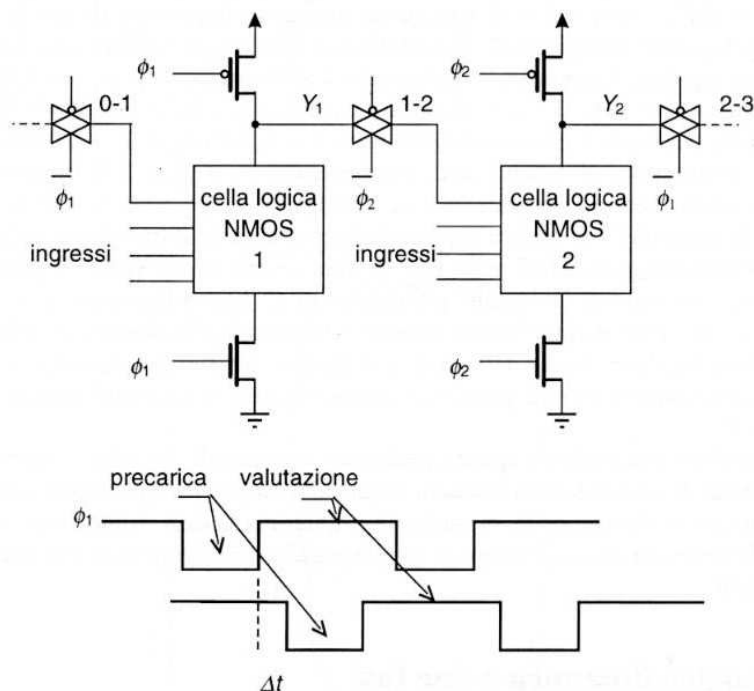 ϕ1
ϕ2
0-1
Y1
1-2
Y2
2-3
ϕ̅1
cella logica
NMOS
1
ingressi
ϕ̅2
cella logica
NMOS
2
ingressi
ϕ̅1
ϕ1
ϕ2
precarica
valutazione
ϕ1
Δt